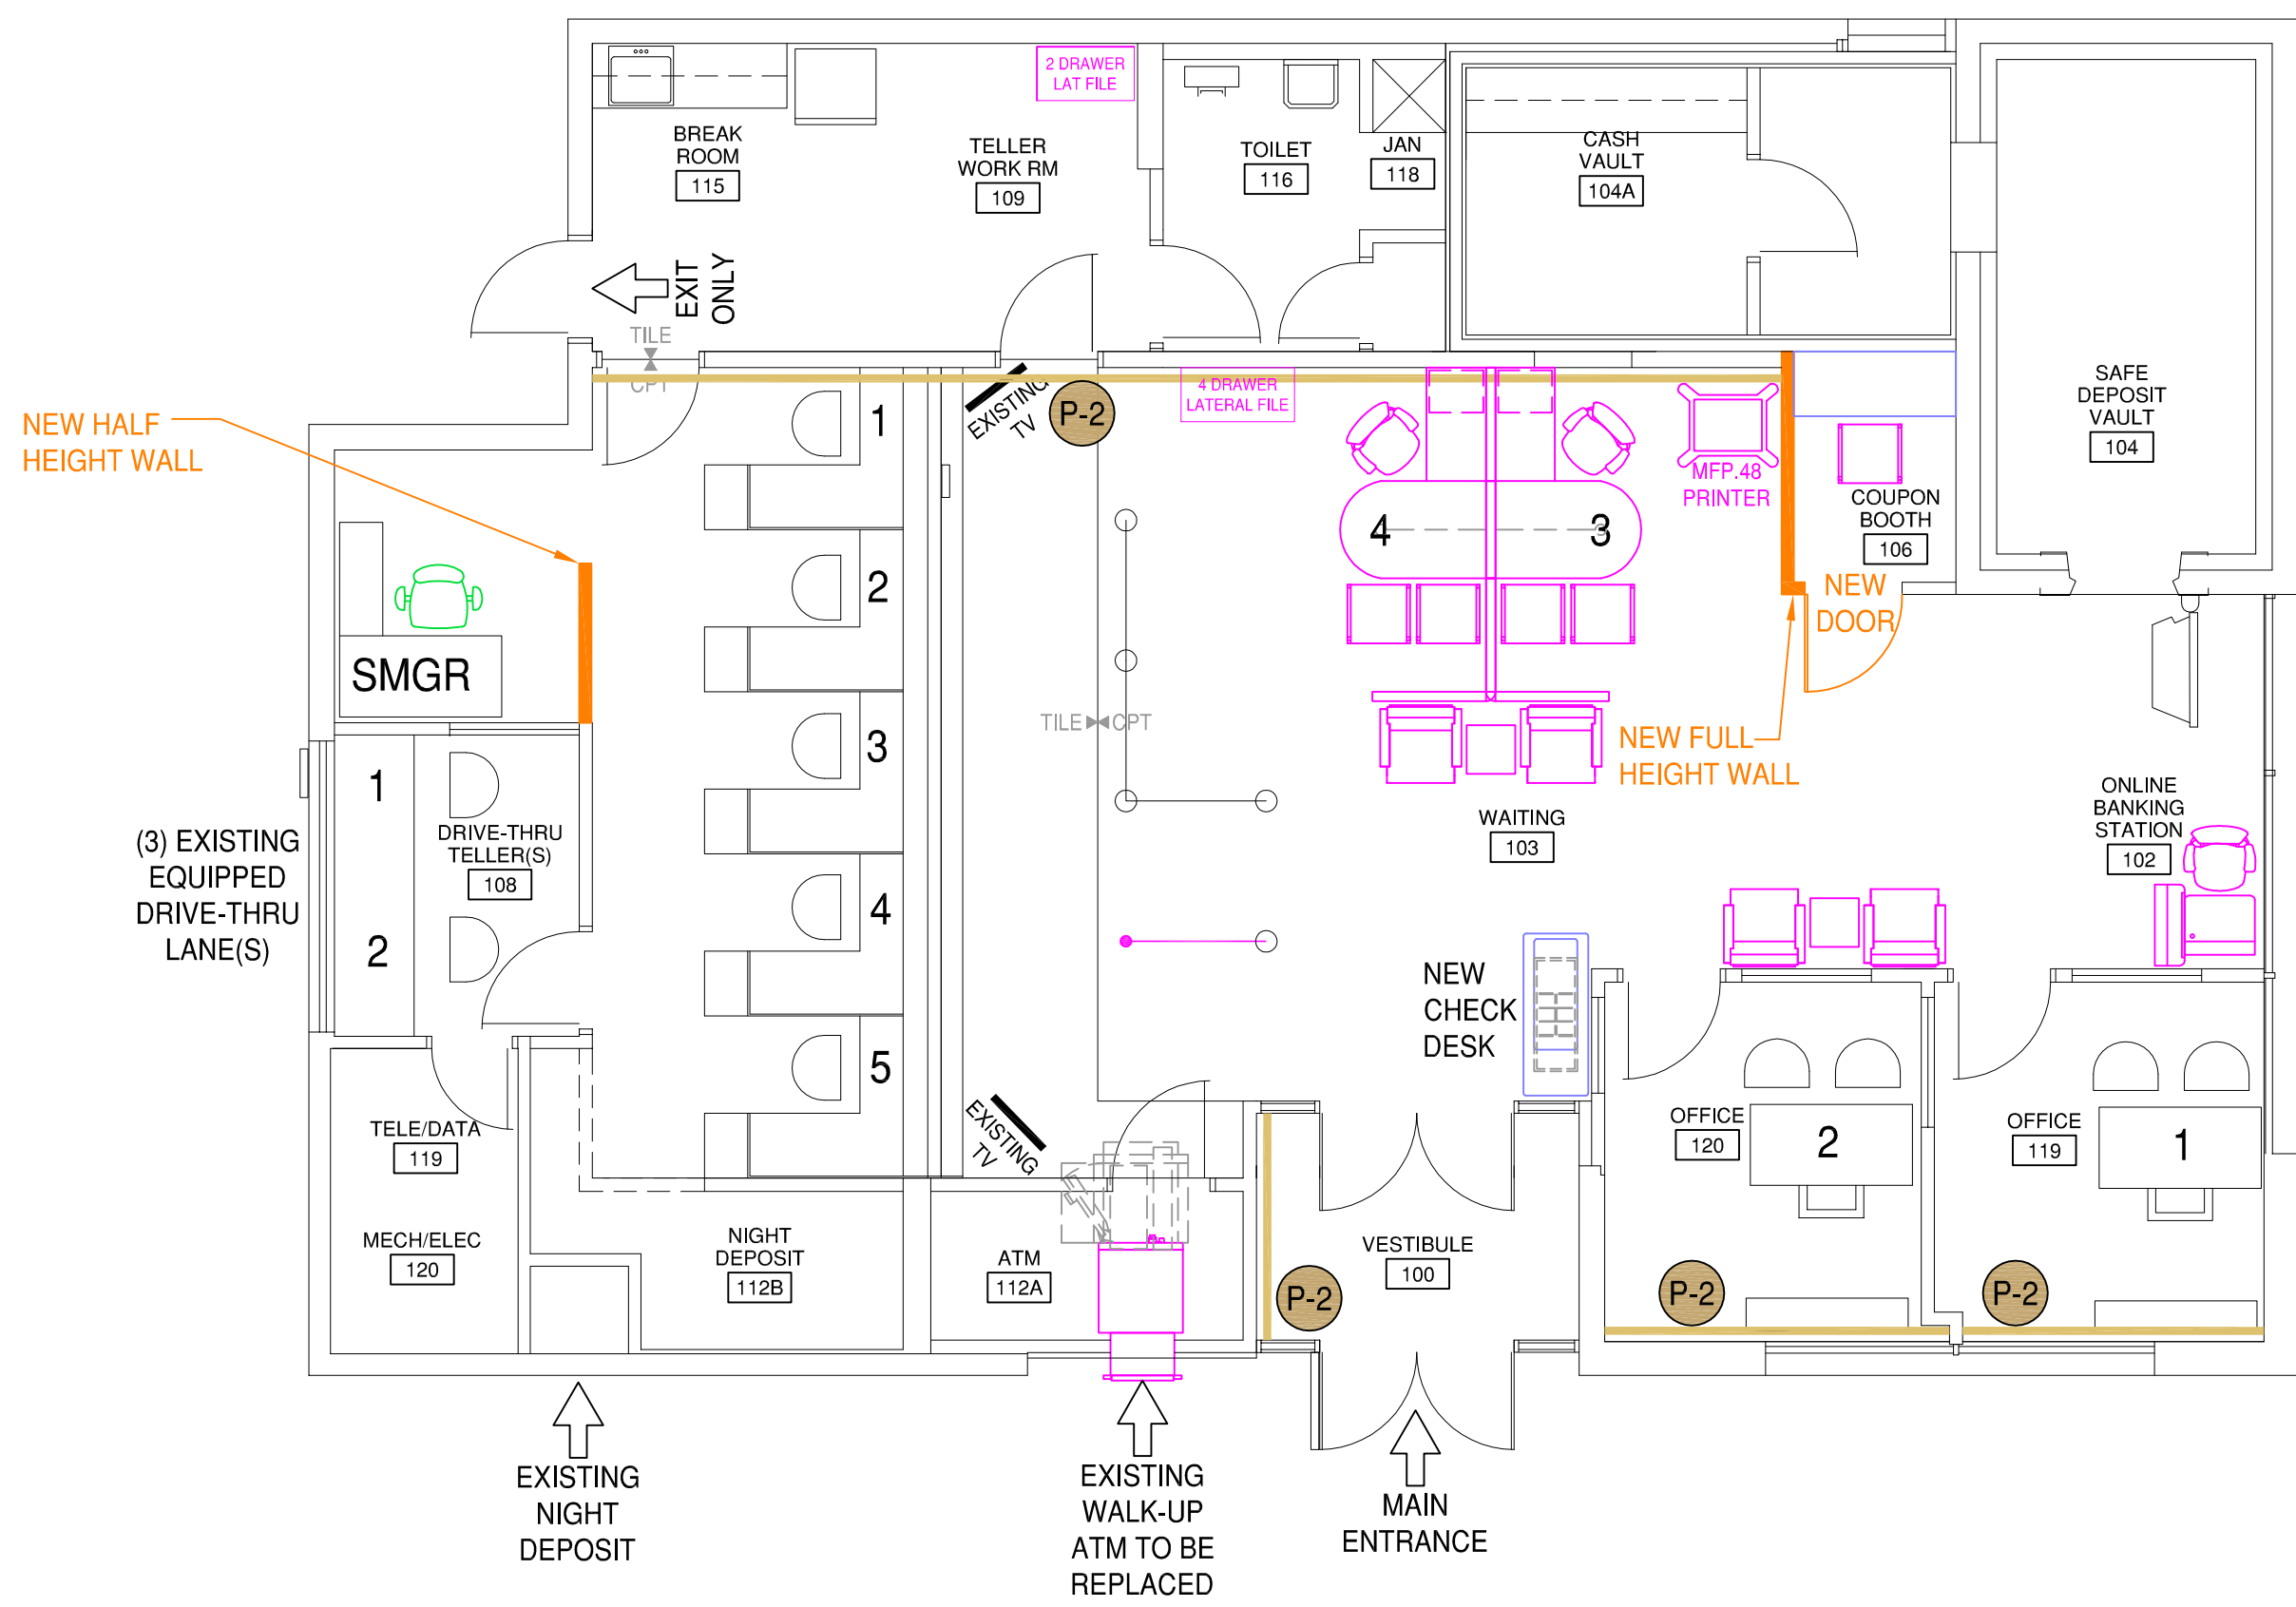 2 DRAWER
LAT FILE
BREAK
ROOM
115
TELLER
WORK RM
109
TOILET
116
JAN
118
CASH
VAULT
104A
EXIT
ONLY
TILE
CPT
EXISTING
TV
P-2
4 DRAWER
LATERAL FILE
MFP.48
PRINTER
SAFE
DEPOSIT
VAULT
104
NEW HALF
HEIGHT WALL
1
2
3
4
5
4
3
COUPON
BOOTH
106
NEW
DOOR
SMGR
TILE
CPT
NEW FULL
HEIGHT WALL
(3) EXISTING
EQUIPPED
DRIVE-THRU
LANE(S)
1
2
DRIVE-THRU
TELLER(S)
108
WAITING
103
ONLINE
BANKING
STATION
102
NEW
CHECK
DESK
EXISTING
TV
TELE/DATA
119
OFFICE
120
2
OFFICE
119
1
MECH/ELEC
120
NIGHT
DEPOSIT
112B
ATM
112A
P-2
VESTIBULE
100
P-2
P-2
EXISTING
NIGHT
DEPOSIT
EXISTING
WALK-UP
ATM TO BE
REPLACED
MAIN
ENTRANCE